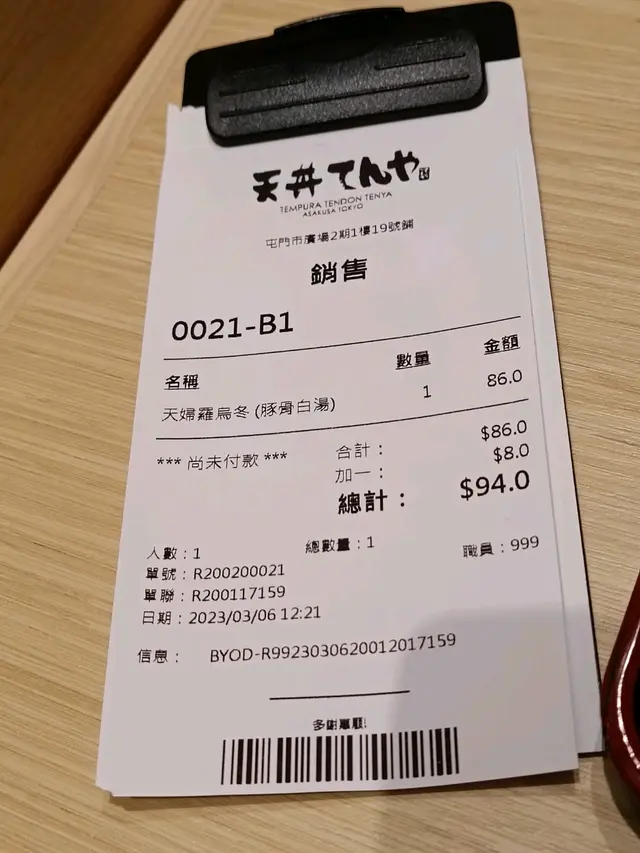 天丼てんや
TEMPURA TENDON TENYA
ASAKUSA TOKYO
屯門市廣場2期1樓19號舖
銷售
0021-B1
名稱 數量 金額
天婦羅烏冬 (豚骨白湯) 1 86.0
*** 尚未付款 *** 合計： $86.0
加一： $8.0
總計： $94.0
人數：1 總數量：1 職員：999
單號：R200200021
單聯：R200117159
日期：2023/03/06 12:21
信息： BYOD-R9923030620012017159
多謝惠顧!